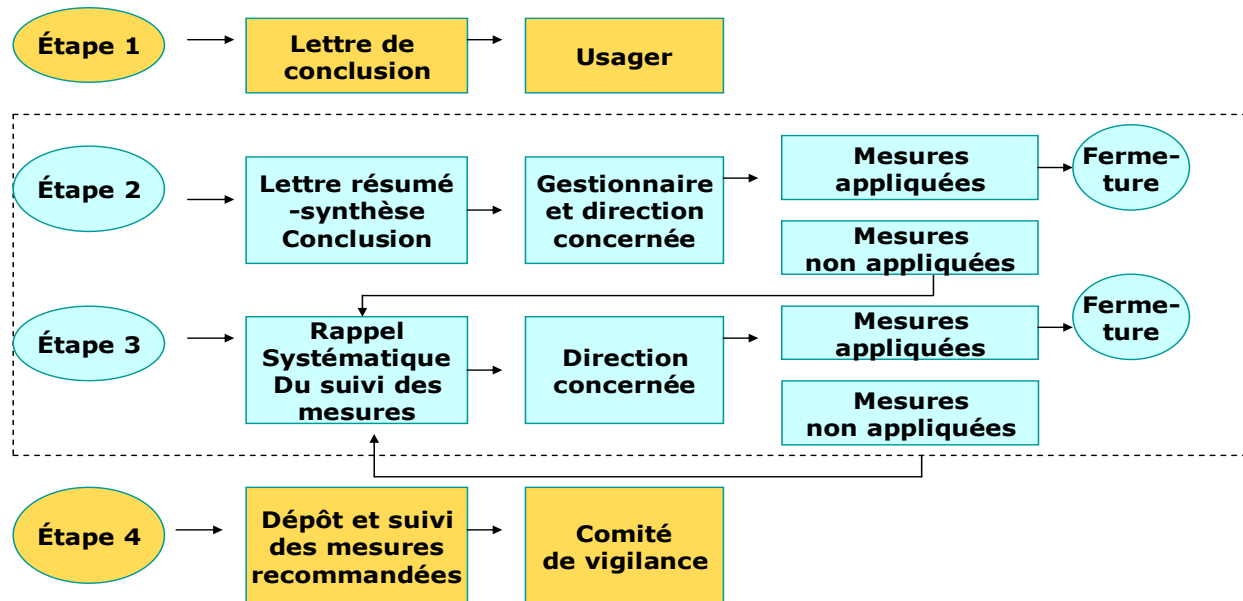 Étape 1
Lettre de
conclusion
Usager
Étape 2
Lettre résumé
-synthèse
Conclusion
Gestionnaire
et direction
concernée
Mesures
appliquées
Ferme-
ture
Mesures
non appliquées
Étape 3
Rappel
Systématique
Du suivi des
mesures
Direction
concernée
Mesures
appliquées
Ferme-
ture
Mesures
non appliquées
Étape 4
Dépôt et suivi
des mesures
recommandées
Comité
de vigilance